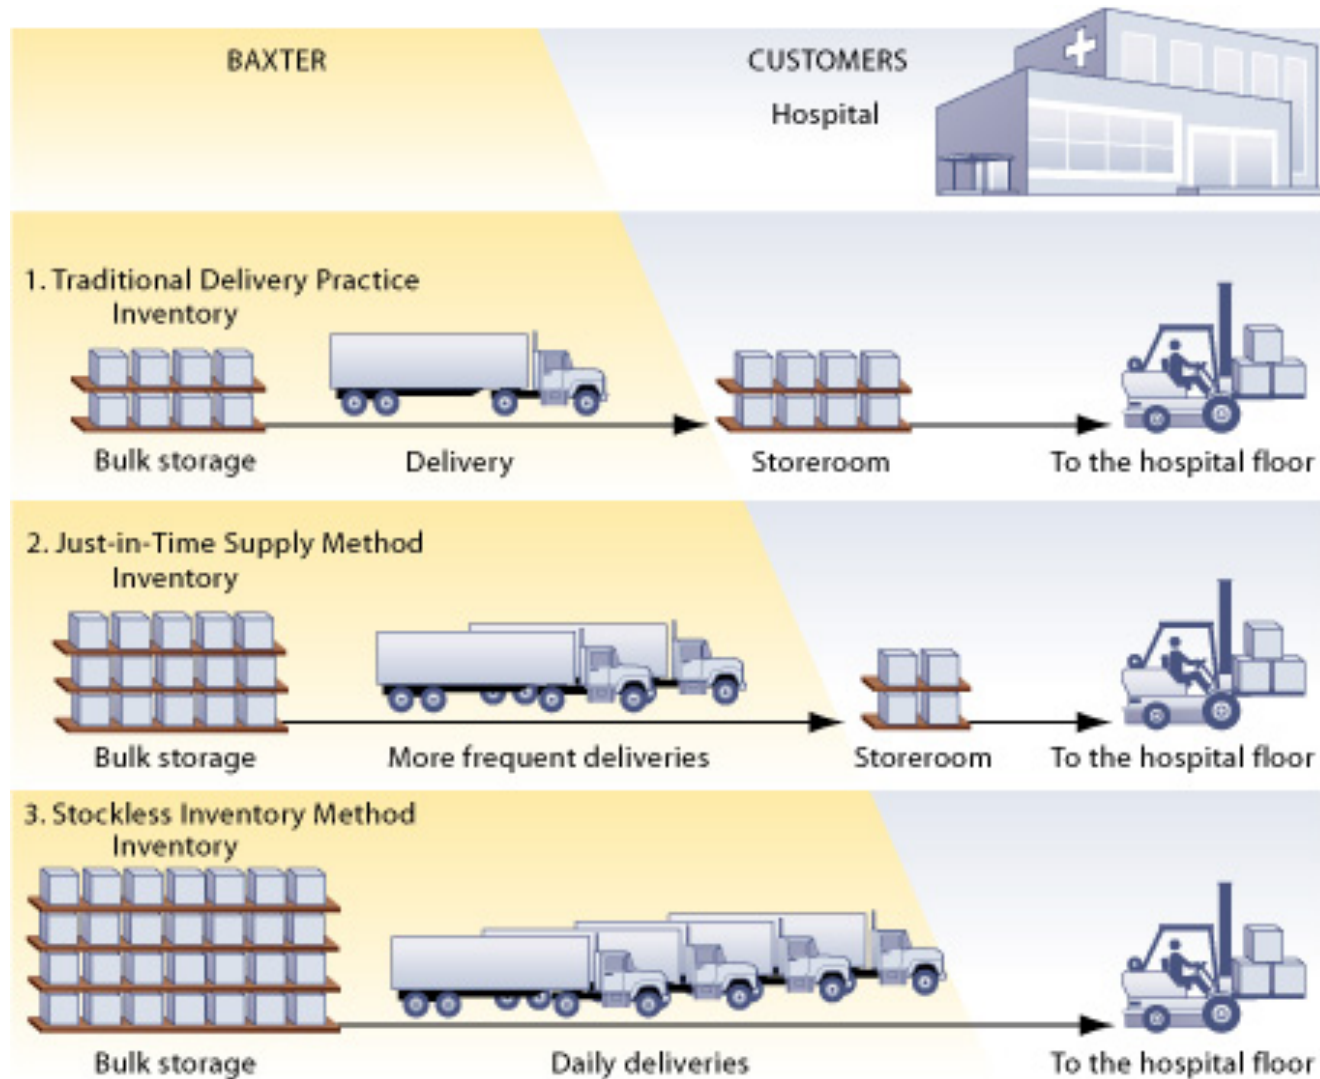 BAXTER
CUSTOMERS
Hospital
1. Traditional Delivery Practice
Inventory
Bulk storage
Delivery
Storeroom
To the hospital floor
2. Just-in-Time Supply Method
Inventory
Bulk storage
More frequent deliveries
Storeroom
To the hospital floor
3. Stockless Inventory Method
Inventory
Bulk storage
Daily deliveries
To the hospital floor